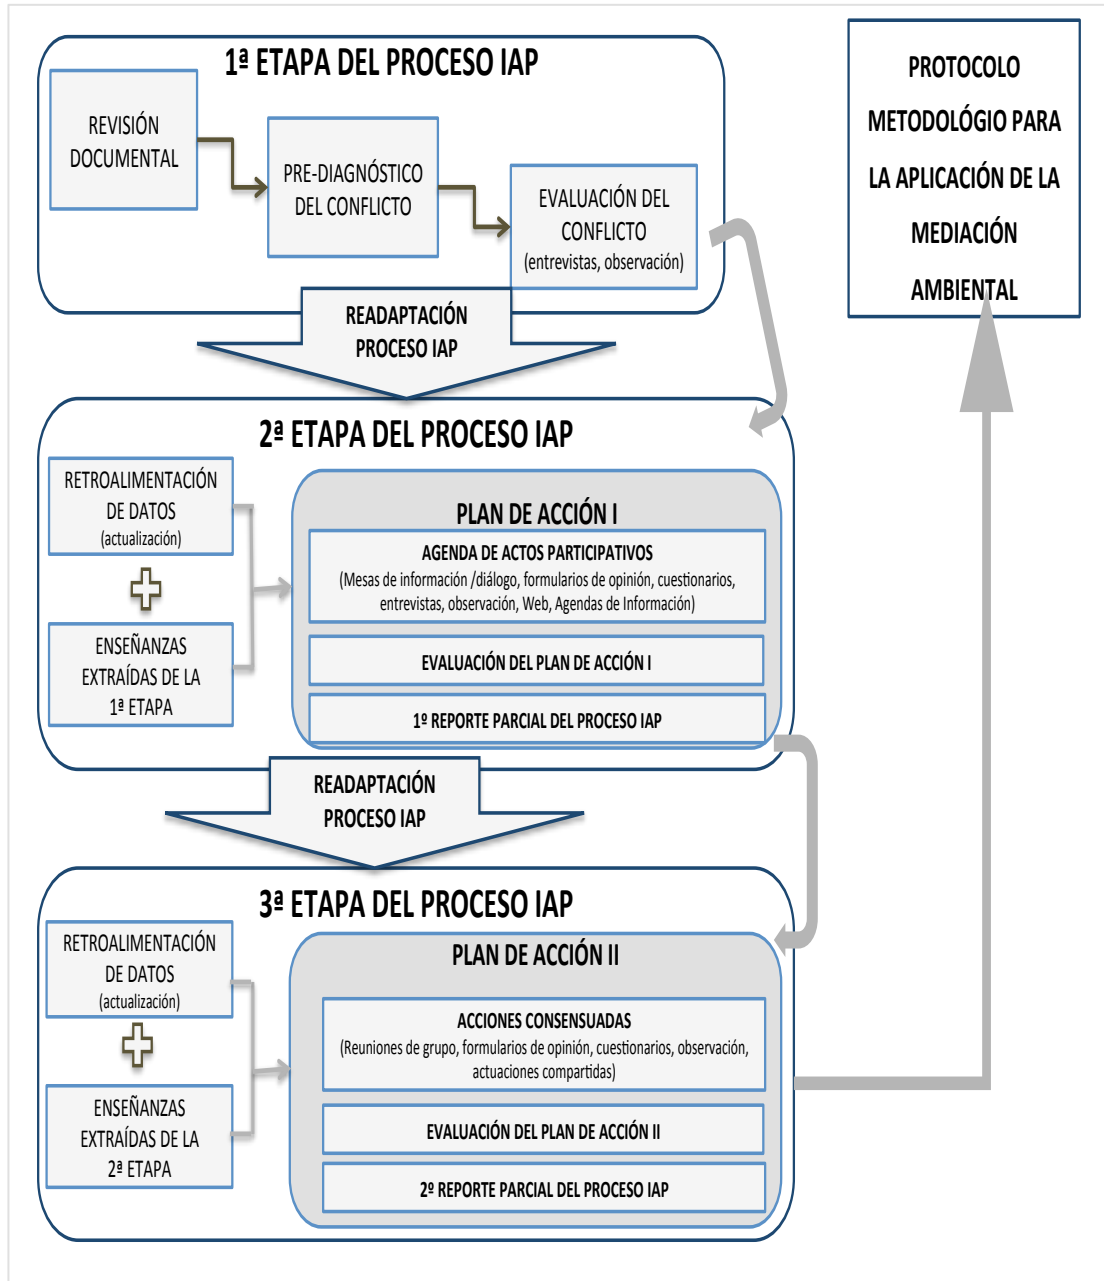 1ª ETAPA DEL PROCESO IAP
REVISIÓN
DOCUMENTAL
PRE-DIAGNÓSTICO
DEL CONFLICTO
EVALUACIÓN DEL
CONFLICTO
(entrevistas, observación)
PROTOCOLO
METODOLÓGIO PARA
LA APLICACIÓN DE LA
MEDIACIÓN
AMBIENTAL
READAPTACIÓN
PROCESO IAP
2ª ETAPA DEL PROCESO IAP
RETROALIMENTACIÓN
DE DATOS
(actualización)
ENSEÑANZAS
EXTRAÍDAS DE LA
1ª ETAPA
PLAN DE ACCIÓN I
AGENDA DE ACTOS PARTICIPATIVOS
(Mesas de información /diálogo, formularios de opinión, cuestionarios,
entrevistas, observación, Web, Agendas de Información)
EVALUACIÓN DEL PLAN DE ACCIÓN I
1º REPORTE PARCIAL DEL PROCESO IAP
READAPTACIÓN
PROCESO IAP
3ª ETAPA DEL PROCESO IAP
RETROALIMENTACIÓN
DE DATOS
(actualización)
ENSEÑANZAS
EXTRAÍDAS DE LA
2ª ETAPA
PLAN DE ACCIÓN II
ACCIONES CONSENSUADAS
(Reuniones de grupo, formularios de opinión, cuestionarios, observación,
actuaciones compartidas)
EVALUACIÓN DEL PLAN DE ACCIÓN II
2º REPORTE PARCIAL DEL PROCESO IAP